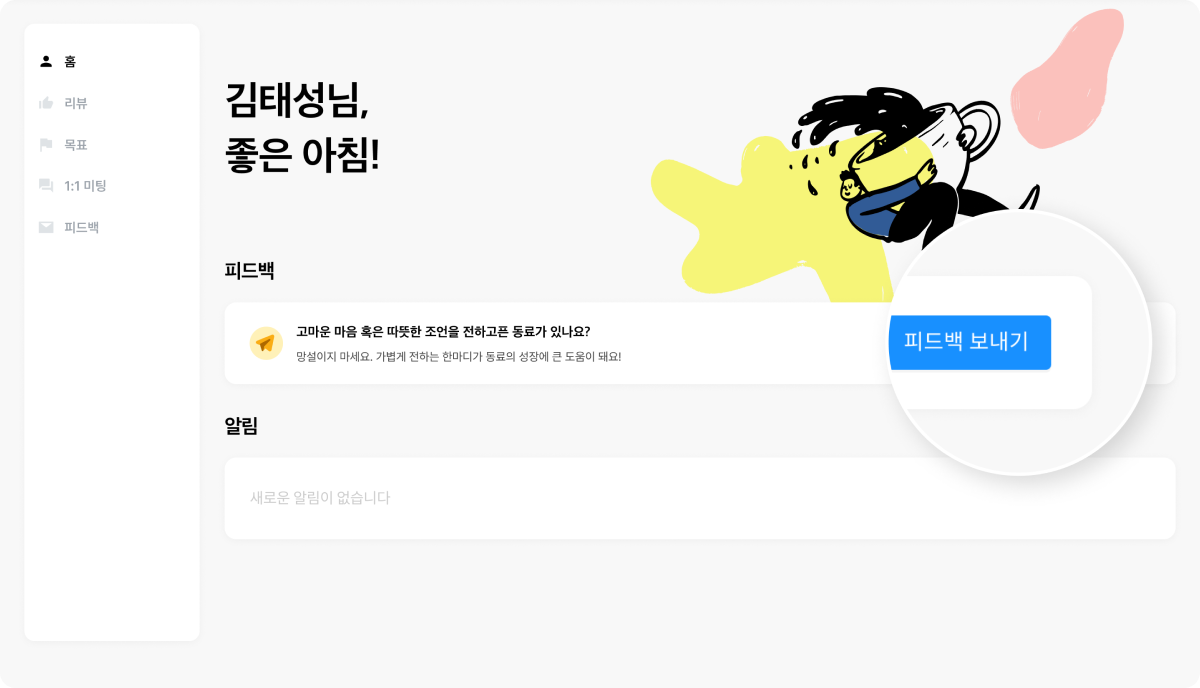 홈
리뷰
목표
1:1 미팅
피드백
김태성님,
좋은 아침!
피드백
고마운 마음 혹은 따뜻한 조언을 전하고픈 동료가 있나요?
망설이지 마세요. 가볍게 전하는 한마디가 동료의 성장에 큰 도움이 돼요!
피드백 보내기
알림
새로운 알림이 없습니다